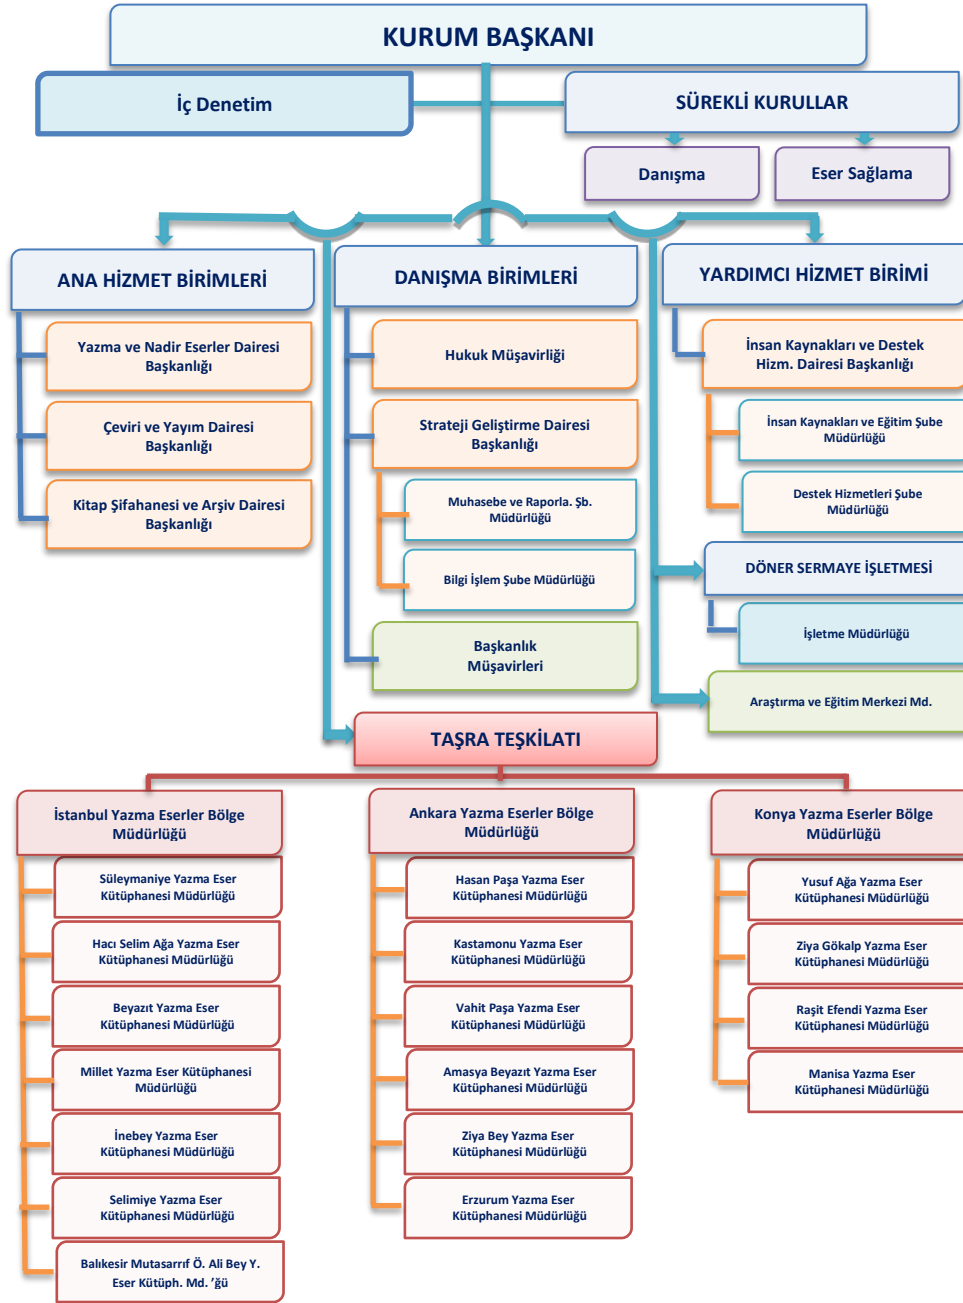 KURUM BAŞKANI
İç Denetim
SÜREKLİ KURULLAR
Danışma
Eser Sağlama
ANA HİZMET BİRİMLERİ
Yazma ve Nadir Eserler Dairesi
Başkanlığı
Çeviri ve Yayım Dairesi
Başkanlığı
Kitap Şifahanesi ve Arşiv Dairesi
Başkanlığı
DANIŞMA BİRİMLERİ
Hukuk Müşavirliği
Strateji Geliştirme Dairesi
Başkanlığı
Muhasebe ve Raporla. Şb.
Müdürlüğü
Bilgi İşlem Şube Müdürlüğü
Başkanlık
Müşavirleri
YARDIMCI HİZMET BİRİMİ
İnsan Kaynakları ve Destek
Hizm. Dairesi Başkanlığı
İnsan Kaynakları ve Eğitim Şube
Müdürlüğü
Destek Hizmetleri Şube
Müdürlüğü
DÖNER SERMAYE İŞLETMESİ
İşletme Müdürlüğü
Araştırma ve Eğitim Merkezi Md.
TAŞRA TEŞKİLATI
İstanbul Yazma Eserler Bölge
Müdürlüğü
Süleymaniye Yazma Eser
Kütüphanesi Müdürlüğü
Hacı Selim Ağa Yazma Eser
Kütüphanesi Müdürlüğü
Beyazıt Yazma Eser
Kütüphanesi Müdürlüğü
Millet Yazma Eser Kütüphanesi
Müdürlüğü
İnebey Yazma Eser
Kütüphanesi Müdürlüğü
Selimiye Yazma Eser
Kütüphanesi Müdürlüğü
Balıkesir Mutasarrıf Ö. Ali Bey Y.
Eser Kütüph. Md. 'ğü
Ankara Yazma Eserler Bölge
Müdürlüğü
Hasan Paşa Yazma Eser
Kütüphanesi Müdürlüğü
Kastamonu Yazma Eser
Kütüphanesi Müdürlüğü
Vahit Paşa Yazma Eser
Kütüphanesi Müdürlüğü
Amasya Beyazıt Yazma Eser
Kütüphanesi Müdürlüğü
Ziya Bey Yazma Eser
Kütüphanesi Müdürlüğü
Erzurum Yazma Eser
Kütüphanesi Müdürlüğü
Konya Yazma Eserler Bölge
Müdürlüğü
Yusuf Ağa Yazma Eser
Kütüphanesi Müdürlüğü
Ziya Gökalp Yazma Eser
Kütüphanesi Müdürlüğü
Raşit Efendi Yazma Eser
Kütüphanesi Müdürlüğü
Manisa Yazma Eser
Kütüphanesi Müdürlüğü